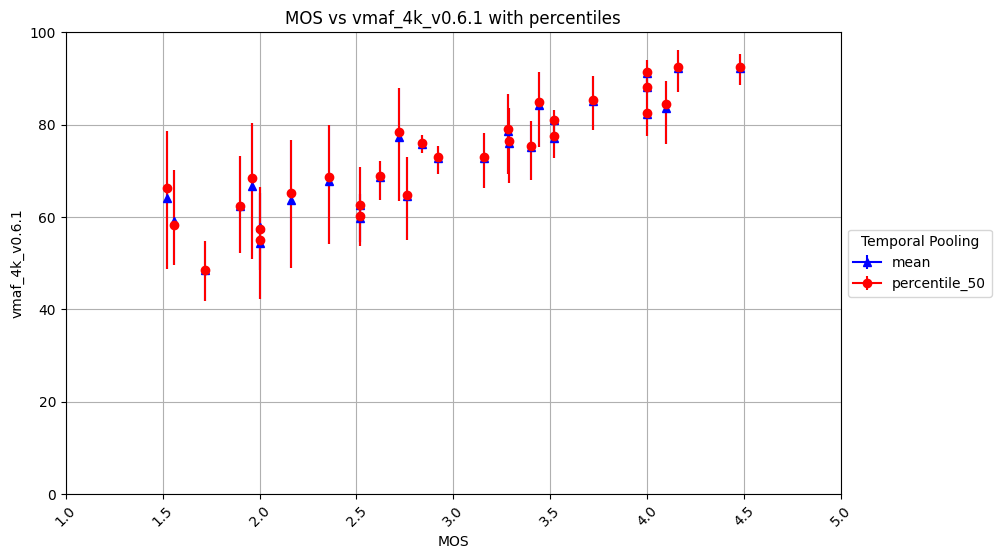 MOS vs vmaf_4k_v0.6.1 with percentiles
100
80
60
40
20
0
vmaf_4k_v0.6.1
1.0
1.5
2.0
2.5
3.0
3.5
4.0
4.5
5.0
MOS
Temporal Pooling
mean
percentile_50